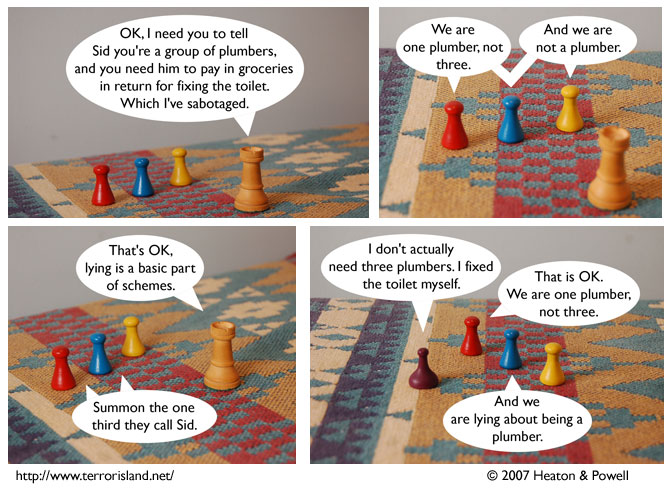 OK, I need you to tell
Sid you're a group of plumbers,
and you need him to pay in groceries
in return for fixing the toilet.
Which I've sabotaged.
We are
one plumber, not
three.
And we are
not a plumber.
That's OK,
lying is a basic part
of schemes.
Summon the one
third they call Sid.
I don't actually
need three plumbers. I fixed
the toilet myself.
That is OK.
We are one plumber,
not three.
And we
are lying about being a
plumber.
http://www.terrorisland.net/
© 2007 Heaton & Powell